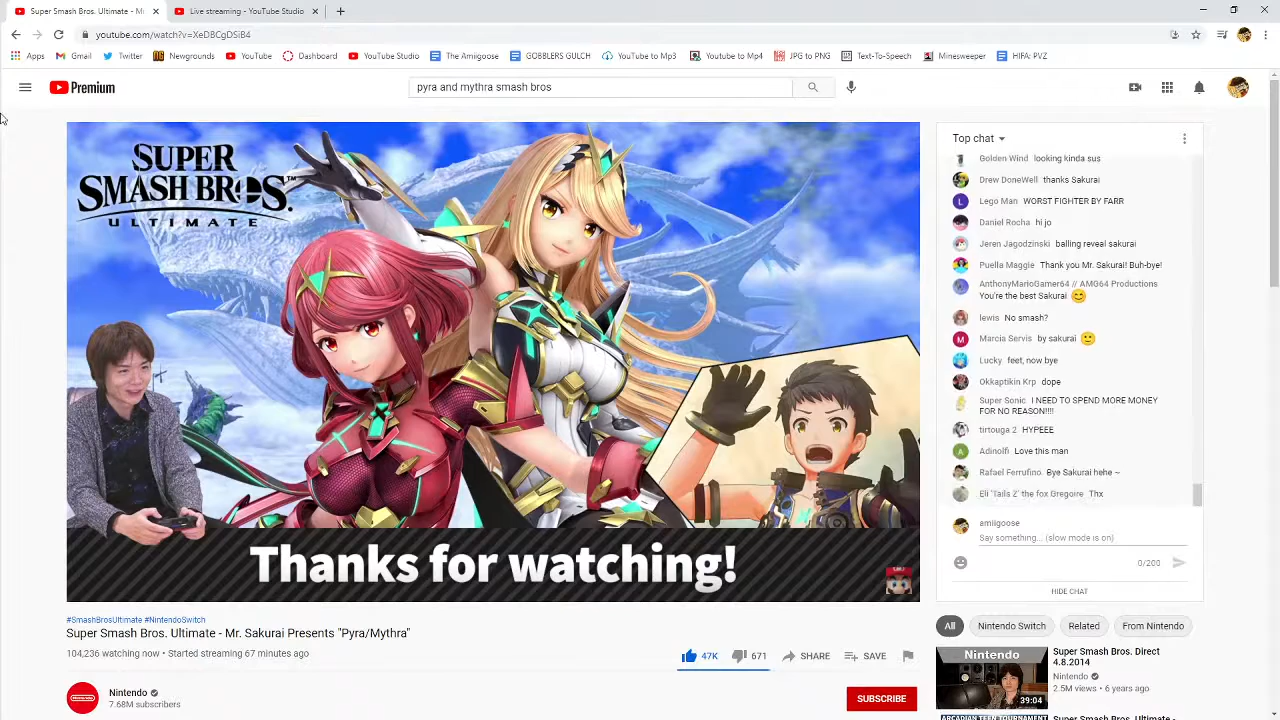 Super Smash Bros. Ultimate - Mr
Live streaming - YouTube Studio
youtube.com/watch?v=XeDBCgDSiB4
Apps
Gmail
Twitter
Newgrounds
YouTube
Dashboard
YouTube Studio
The Amiigoose
GOBBLERS GULCH
YouTube to Mp3
Youtube to Mp4
JPG to PNG
Text-To-Speech
Minesweeper
HIFA: PVZ
Premium
pyra and mythra smash bros
SUPER
SMASH BROS.™
ULTIMATE
Thanks for watching!
Top chat
Golden Wind looking kinda sus
Drew DoneWell thanks Sakurai
L
Lego Man WORST FIGHTER BY FARR
Daniel Rocha hi jo
Jeren Jagodzinski balling reveal sakurai
Puella Maggie Thank you Mr. Sakurai! Buh-bye!
AnthonyMarioGamer64 // AMG64 Productions
You're the best Sakurai 😊
lewis No smash?
M
Marcia Servis by sakurai 🙂
Lucky feet, now bye
Okkaptikin Krp dope
Super Sonic I NEED TO SPEND MORE MONEY
FOR NO REASON!!!!
tirtouga 2 HYPEEE
A
Adinolfi Love this man
Rafael Ferrufino. Bye Sakurai hehe ~
Eli 'Tails Z' the fox Gregoire Thx
amiigoose
Say something... (slow mode is on)
0/200
HIDE CHAT
#SmashBrosUltimate #NintendoSwitch
Super Smash Bros. Ultimate - Mr. Sakurai Presents "Pyra/Mythra"
104,236 watching now • Started streaming 67 minutes ago
47K
671
SHARE
SAVE
Nintendo
7.68M subscribers
SUBSCRIBE
All
Nintendo Switch
Related
From Nintendo
Nintendo
39:04
Super Smash Bros. Direct
4.8.2014
Nintendo
2.5M views • 6 years ago
ARCADIAN TEEN TOURNAMENT
Super Smash Bros. Ultimate -